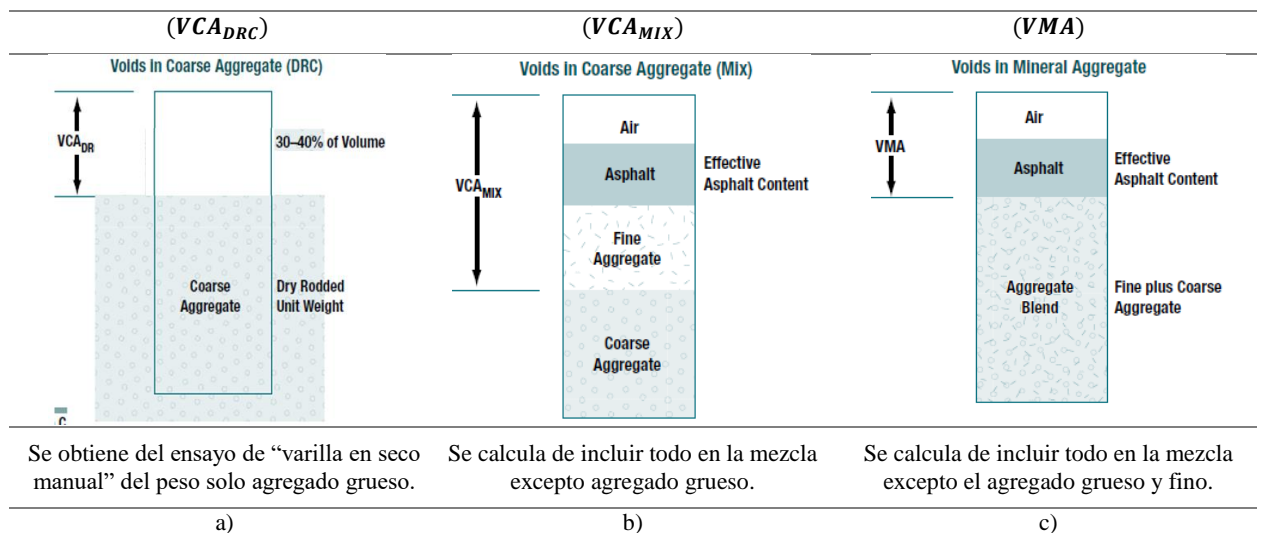 (VCA_DRC)
Voids in Coarse Aggregate (DRC)
VCA_DR
30–40% of Volume
Coarse
Aggregate
Dry Rodded
Unit Weight
C
Se obtiene del ensayo de “varilla en seco
manual” del peso solo agregado grueso.
a)
(VCA_MIX)
Voids in Coarse Aggregate (Mix)
Air
Asphalt
Effective
Asphalt Content
VCA_MIX
Fine
Aggregate
Coarse
Aggregate
Se calcula de incluir todo en la mezcla
excepto agregado grueso.
b)
(VMA)
Voids in Mineral Aggregate
Air
VMA
Asphalt
Effective
Asphalt Content
Aggregate
Blend
Fine plus Coarse
Aggregate
Se calcula de incluir todo en la mezcla
excepto el agregado grueso y fino.
c)